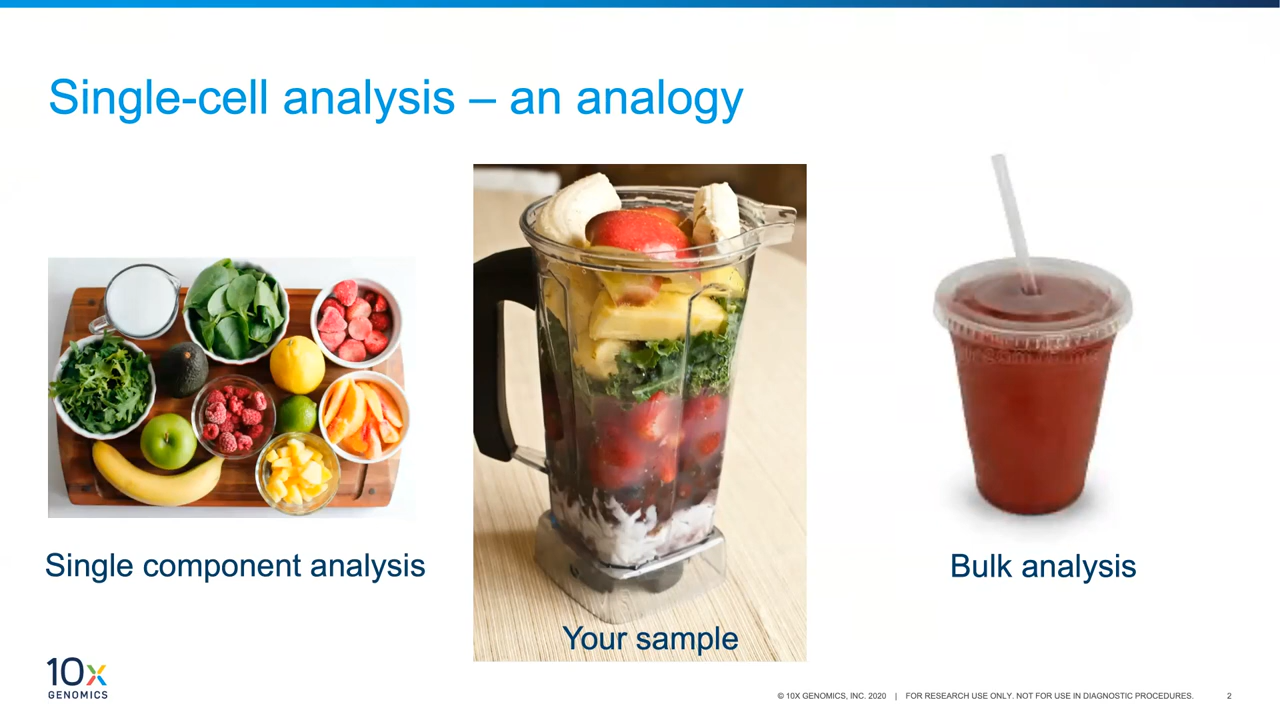 Single-cell analysis – an analogy
Single component analysis
Your sample
Bulk analysis
10x
GENOMICS
© 10X GENOMICS, INC. 2020 | FOR RESEARCH USE ONLY. NOT FOR USE IN DIAGNOSTIC PROCEDURES. 2